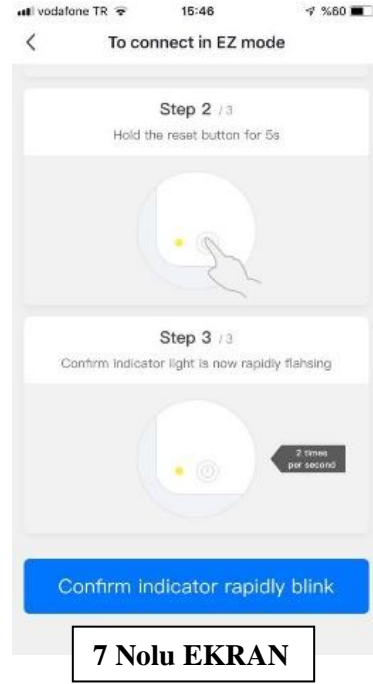 vodafone TR 15:46 %60
To connect in EZ mode
Step 2 / 3
Hold the reset button for 5s
Step 3 / 3
Confirm indicator light is now rapidly flahsing
2 times
per second
Confirm indicator rapidly blink
7 Nolu EKRAN